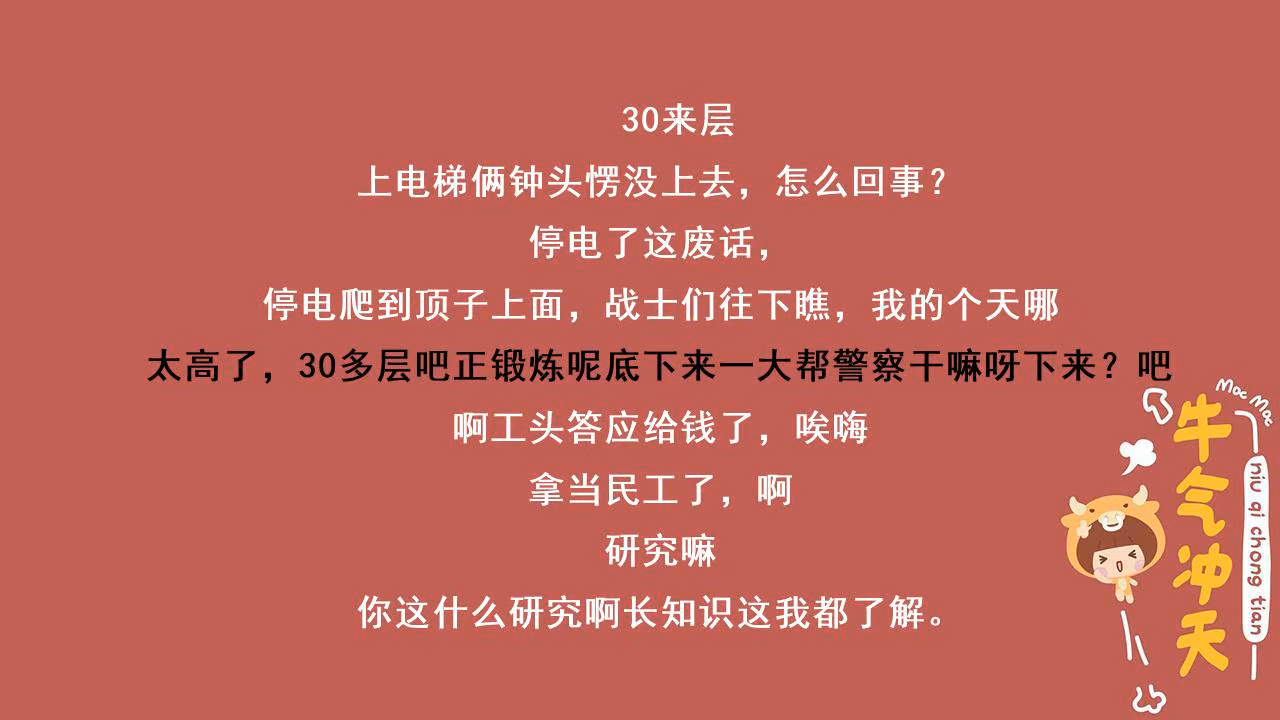 30来层
上电梯俩钟头愣没上去，怎么回事？
停电了这废话，
停电爬到顶子上面，战士们往下瞧，我的个天哪
太高了，30多层吧正锻炼呢底下来一大帮警察干嘛呀下来？吧
啊工头答应给钱了，唉嗨
拿当民工了，啊
研究嘛
你这什么研究啊长知识这我都了解。
Moc Moc
牛气冲天
niu qi chong tian